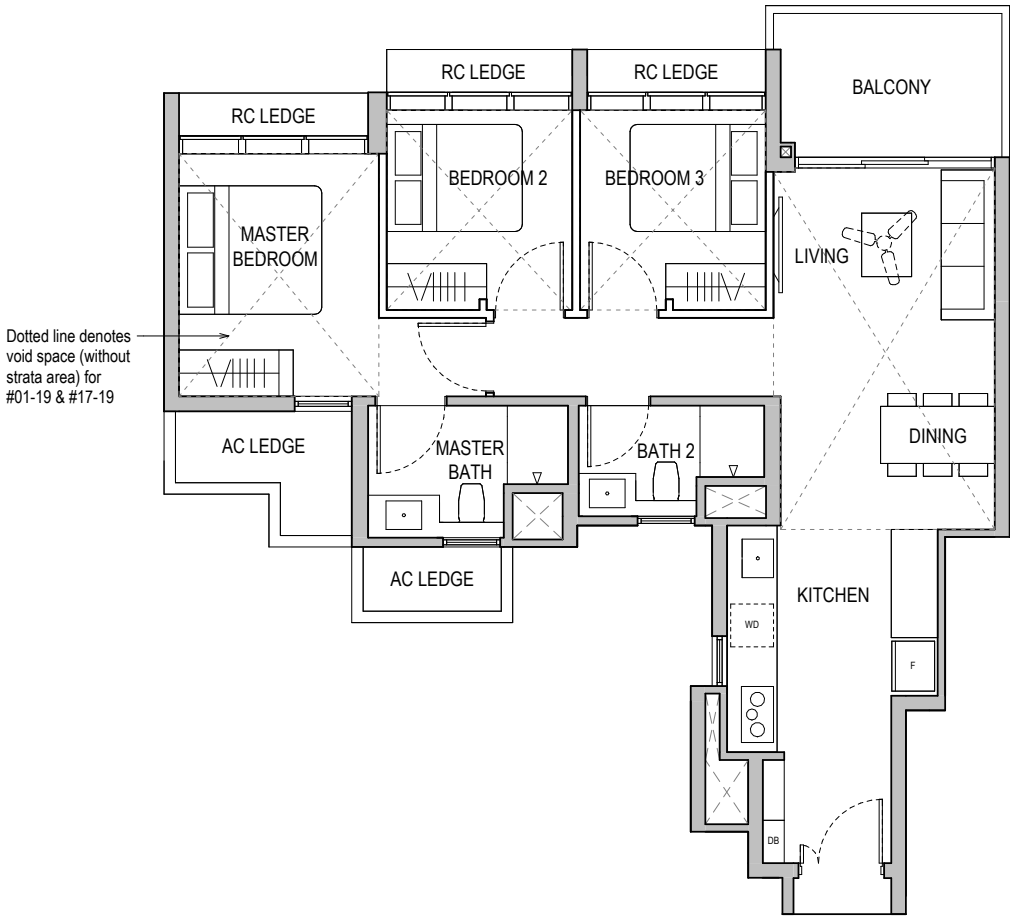 RC LEDGE
RC LEDGE
BALCONY
RC LEDGE
BEDROOM 2
BEDROOM 3
MASTER
BEDROOM
LIVING
Dotted line denotes
void space (without
strata area) for
#01-19 & #17-19
AC LEDGE
MASTER
BATH
BATH 2
DINING
AC LEDGE
KITCHEN
WD
F
DB